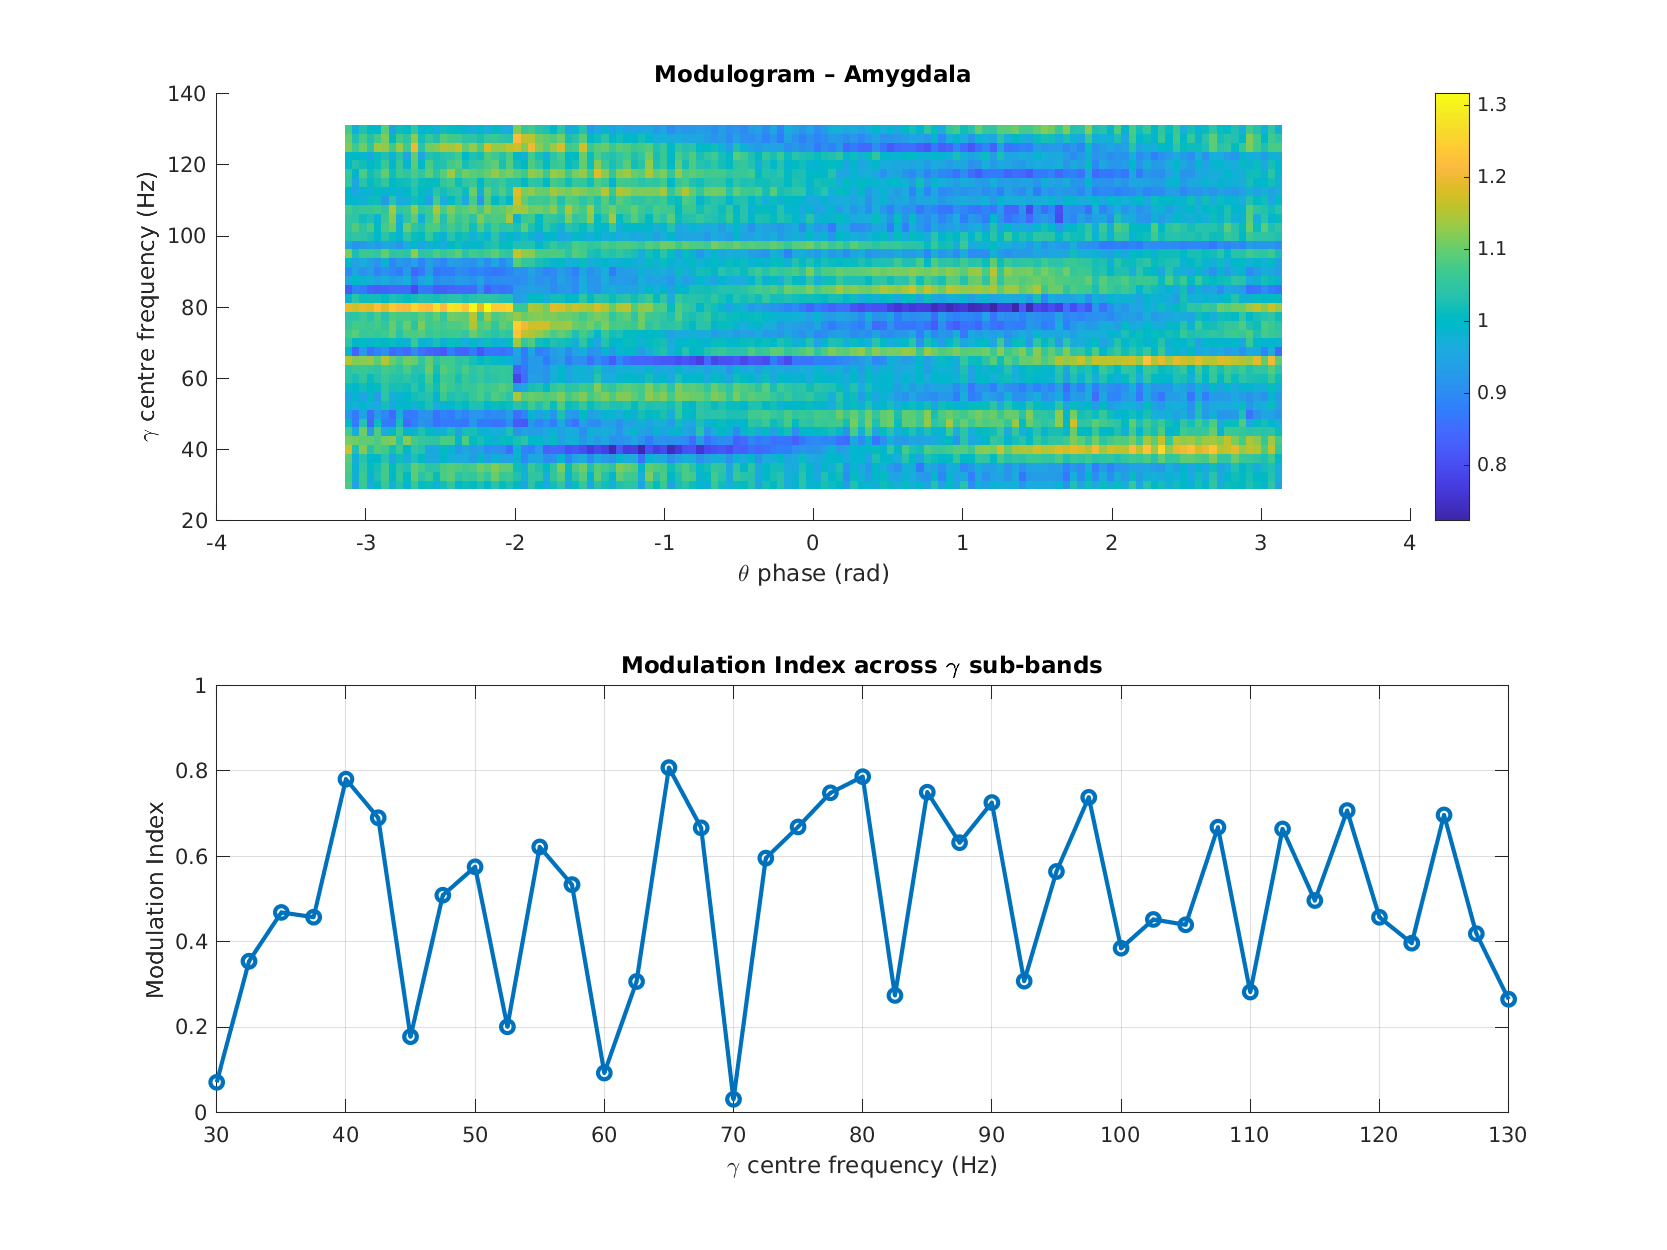 Modulogram – Amygdala
140
120
100
80
60
40
20
γ centre frequency (Hz)
-4 -3 -2 -1 0 1 2 3 4
θ phase (rad)
1.3
1.2
1.1
1
0.9
0.8
Modulation Index across γ sub-bands
1
0.8
0.6
0.4
0.2
0
Modulation Index
30 40 50 60 70 80 90 100 110 120 130
γ centre frequency (Hz)